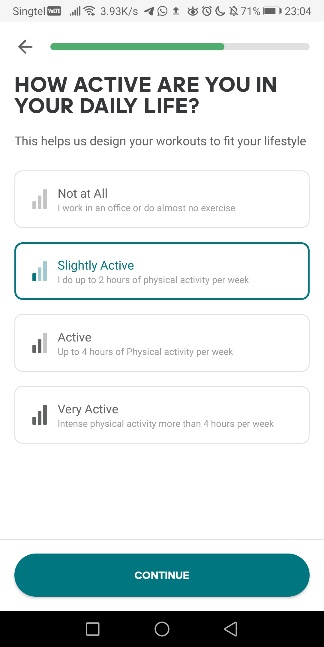 Singtel VoWiFi 3.93K/s 71% 23:04
HOW ACTIVE ARE YOU IN
YOUR DAILY LIFE?
This helps us design your workouts to fit your lifestyle
Not at All
I work in an office or do almost no exercise
Slightly Active
I do up to 2 hours of physical activity per week
Active
Up to 4 hours of Physical activity per week
Very Active
Intense physical activity more than 4 hours per week
CONTINUE